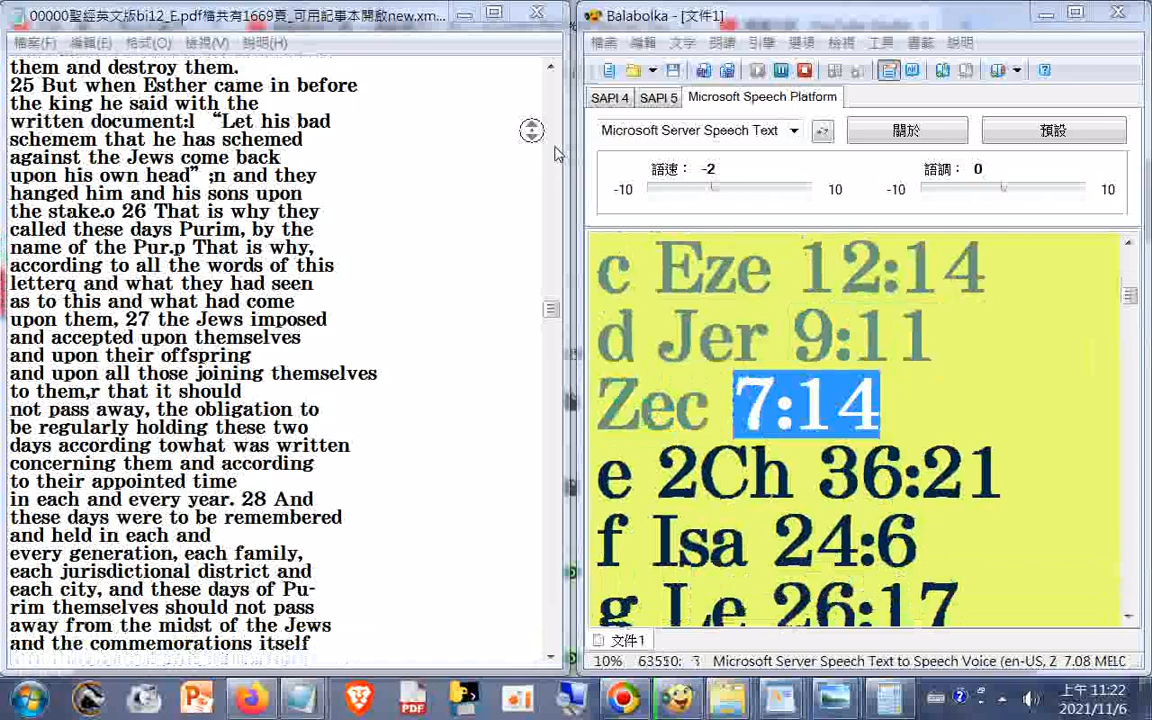 00000聖經英文版bi12_E.pdf檔共有1669頁_可用記事本開啟new.xm...
檔案(F) 編輯(E) 格式(O) 檢視(V) 說明(H)
them and destroy them.
25 But when Esther came in before
the king he said with the
written document:l “Let his bad
schemem that he has schemed
against the Jews come back
upon his own head” ;n and they
hanged him and his sons upon
the stake.o 26 That is why they
called these days Purim, by the
name of the Pur.p That is why,
according to all the words of this
letterq and what they had seen
as to this and what had come
upon them, 27 the Jews imposed
and accepted upon themselves
and upon their offspring
and upon all those joining themselves
to them,r that it should
not pass away, the obligation to
be regularly holding these two
days according towhat was written
concerning them and according
to their appointed time
in each and every year. 28 And
these days were to be remembered
and held in each and
every generation, each family,
each jurisdictional district and
each city, and these days of Pu-
rim themselves should not pass
away from the midst of the Jews
and the commemorations itself
Balabolka - [文件1]
檔案 編輯 文字 朗讀 引擎 選項 檢視 工具 書籤 說明
SAPI 4 SAPI 5 Microsoft Speech Platform
Microsoft Server Speech Text 關於 預設
語速： -2 語調： 0
-10 10 -10 10
c Eze 12:14
d Jer 9:11
Zec 7:14
e 2Ch 36:21
f Isa 24:6
g Le 26:17
文件1
10% 63550: Microsoft Server Speech Text to Speech Voice (en-US, Z 7.08 MELC
PDF
上午 11:22
2021/11/6